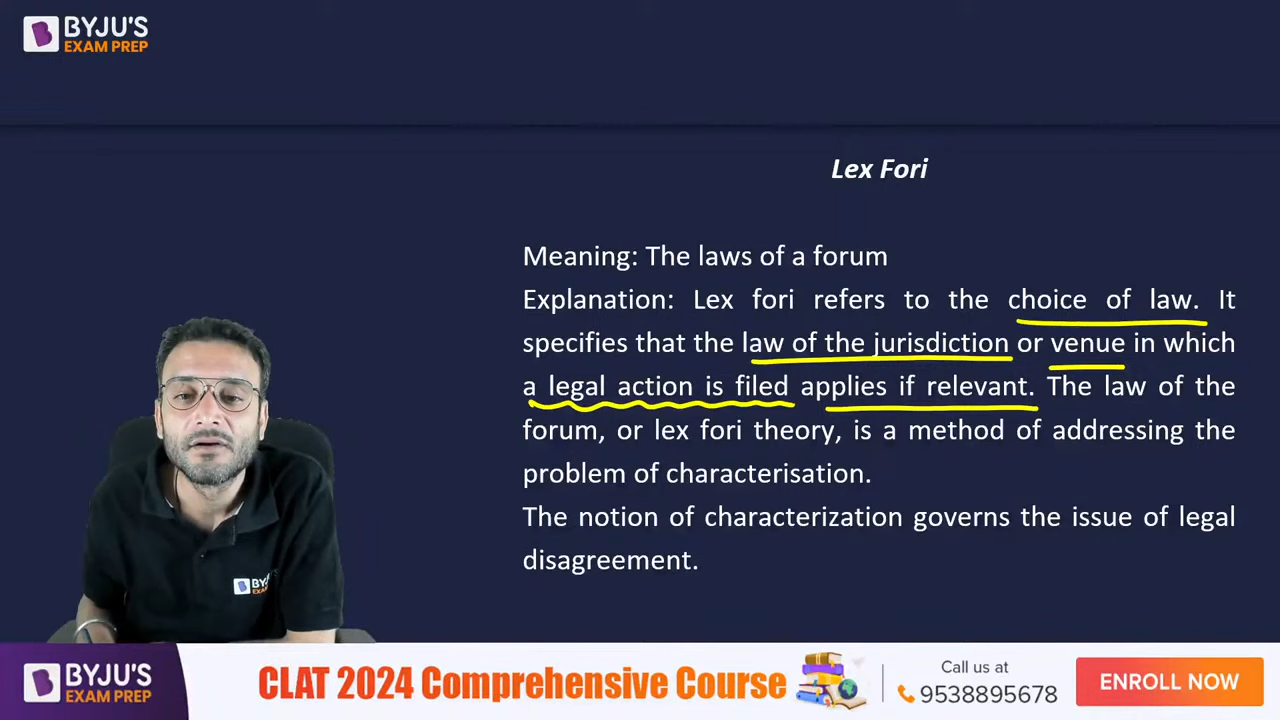 BYJU'S
EXAM PREP
Lex Fori
Meaning: The laws of a forum
Explanation: Lex fori refers to the choice of law. It
specifies that the law of the jurisdiction or venue in which
a legal action is filed applies if relevant. The law of the
forum, or lex fori theory, is a method of addressing the
problem of characterisation.
The notion of characterization governs the issue of legal
disagreement.
BYJU'S
EXAM PREP
CLAT 2024 Comprehensive Course
Call us at
9538895678
ENROLL NOW